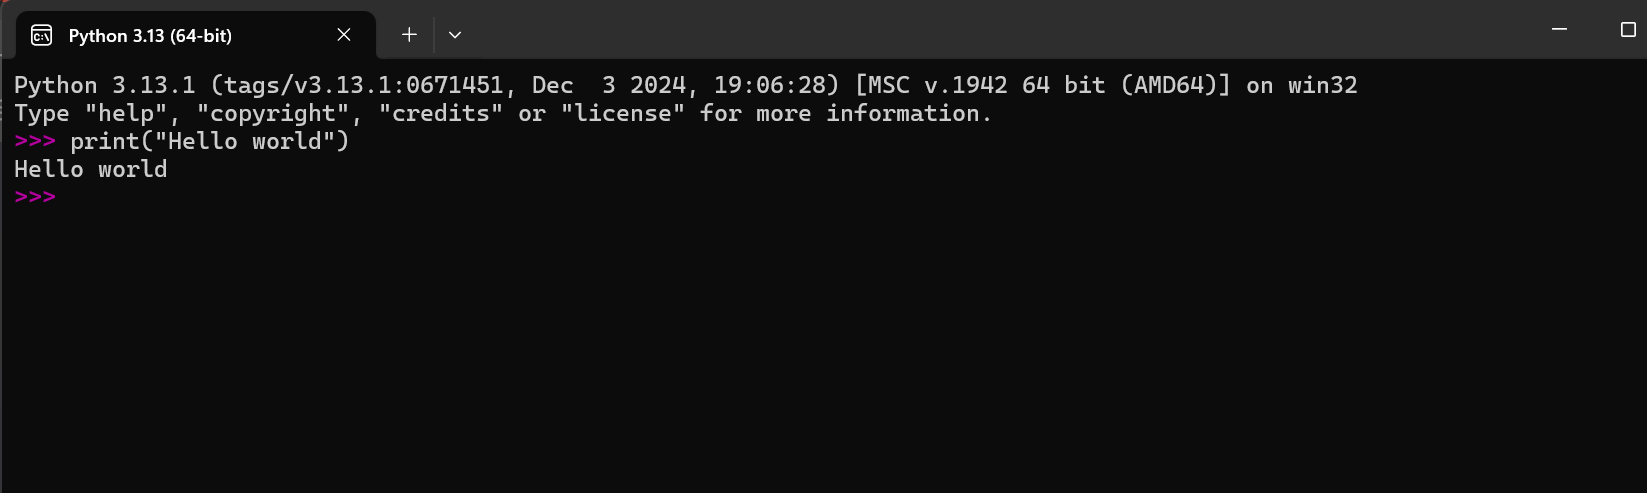 Python 3.13 (64-bit)
Python 3.13.1 (tags/v3.13.1:0671451, Dec  3 2024, 19:06:28) [MSC v.1942 64 bit (AMD64)] on win32
Type "help", "copyright", "credits" or "license" for more information.
>>> print("Hello world")
Hello world
>>>